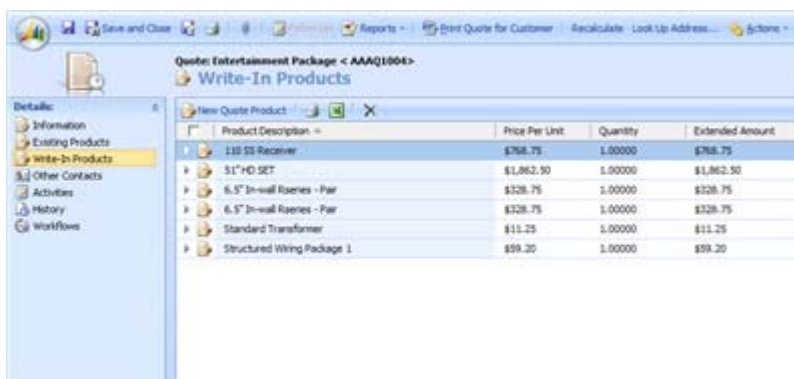 Save and Close Reports Print Quote for Customer Recalculate Look Up Address... Actions
Quote: Entertainment Package < AAAQ1004>
Write-In Products
Details:
Information
Existing Products
Write-In Products
Other Contacts
Activities
History
Workflows
New Quote Product
Product Description Price Per Unit Quantity Extended Amount
110 SS Receiver $768.75 1.00000 $768.75
51" HD SET $1,862.50 1.00000 $1,862.50
6.5" In-wall Rseries - Pair $328.75 1.00000 $328.75
6.5" In-wall Rseries - Pair $328.75 1.00000 $328.75
Standard Transformer $11.25 1.00000 $11.25
Structured Wiring Package 1 $59.20 1.00000 $59.20